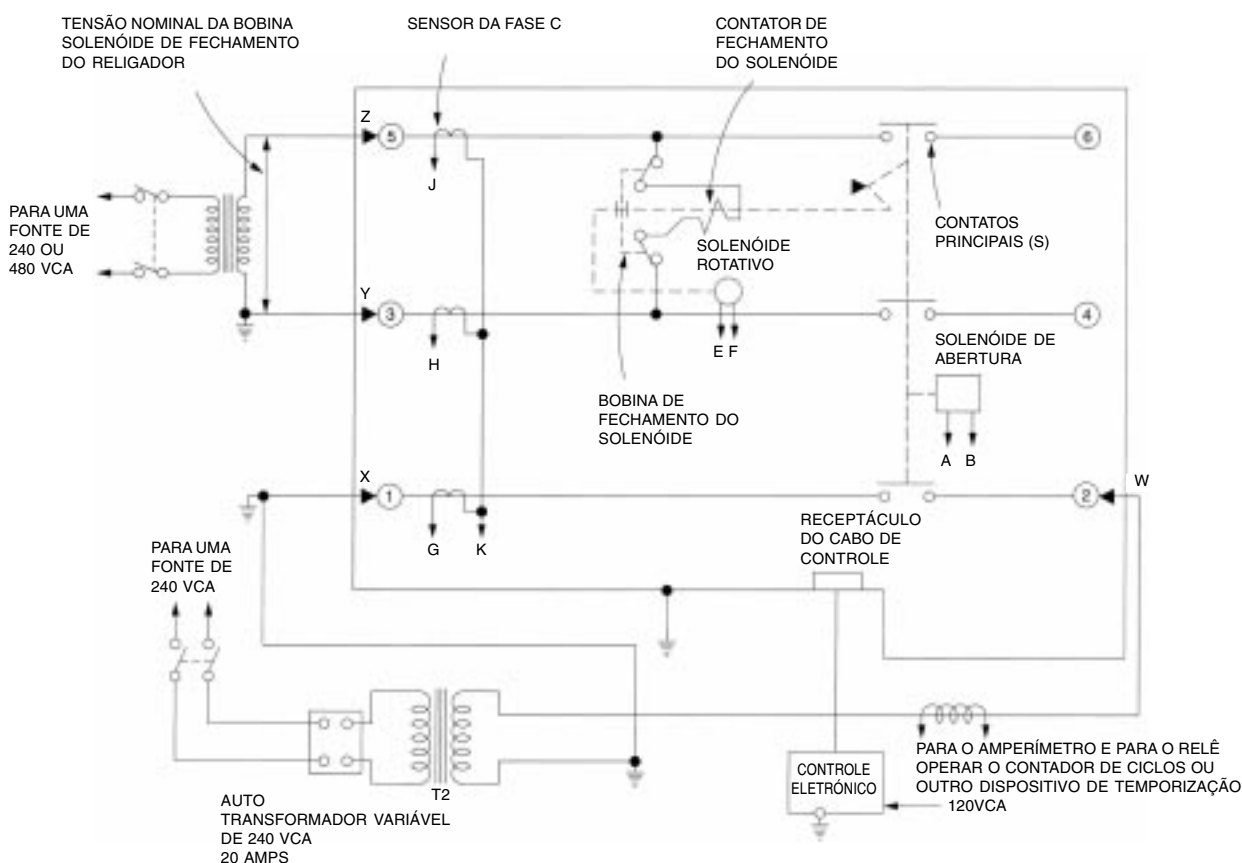 TENSÃO NOMINAL DA BOBINA
SOLENÓIDE DE FECHAMENTO
DO RELIGADOR
SENSOR DA FASE C
CONTATOR DE
FECHAMENTO
DO SOLENÓIDE
Z
5
6
J
PARA UMA
FONTE DE
240 OU
480 VCA
SOLENÓIDE
ROTATIVO
CONTATOS
PRINCIPAIS (S)
Y
3
4
H
E F
SOLENÓIDE DE
ABERTURA
BOBINA DE
FECHAMENTO DO
SOLENÓIDE
A B
X
1
2
W
G K
RECEPTÁCULO
DO CABO DE
CONTROLE
PARA UMA
FONTE DE
240 VCA
T2
AUTO
TRANSFORMADOR VARIÁVEL
DE 240 VCA
20 AMPS
CONTROLE
ELETRÔNICO
120VCA
PARA O AMPERÍMETRO E PARA O RELÊ
OPERAR O CONTADOR DE CICLOS OU
OUTRO DISPOSITIVO DE TEMPORIZAÇÃO